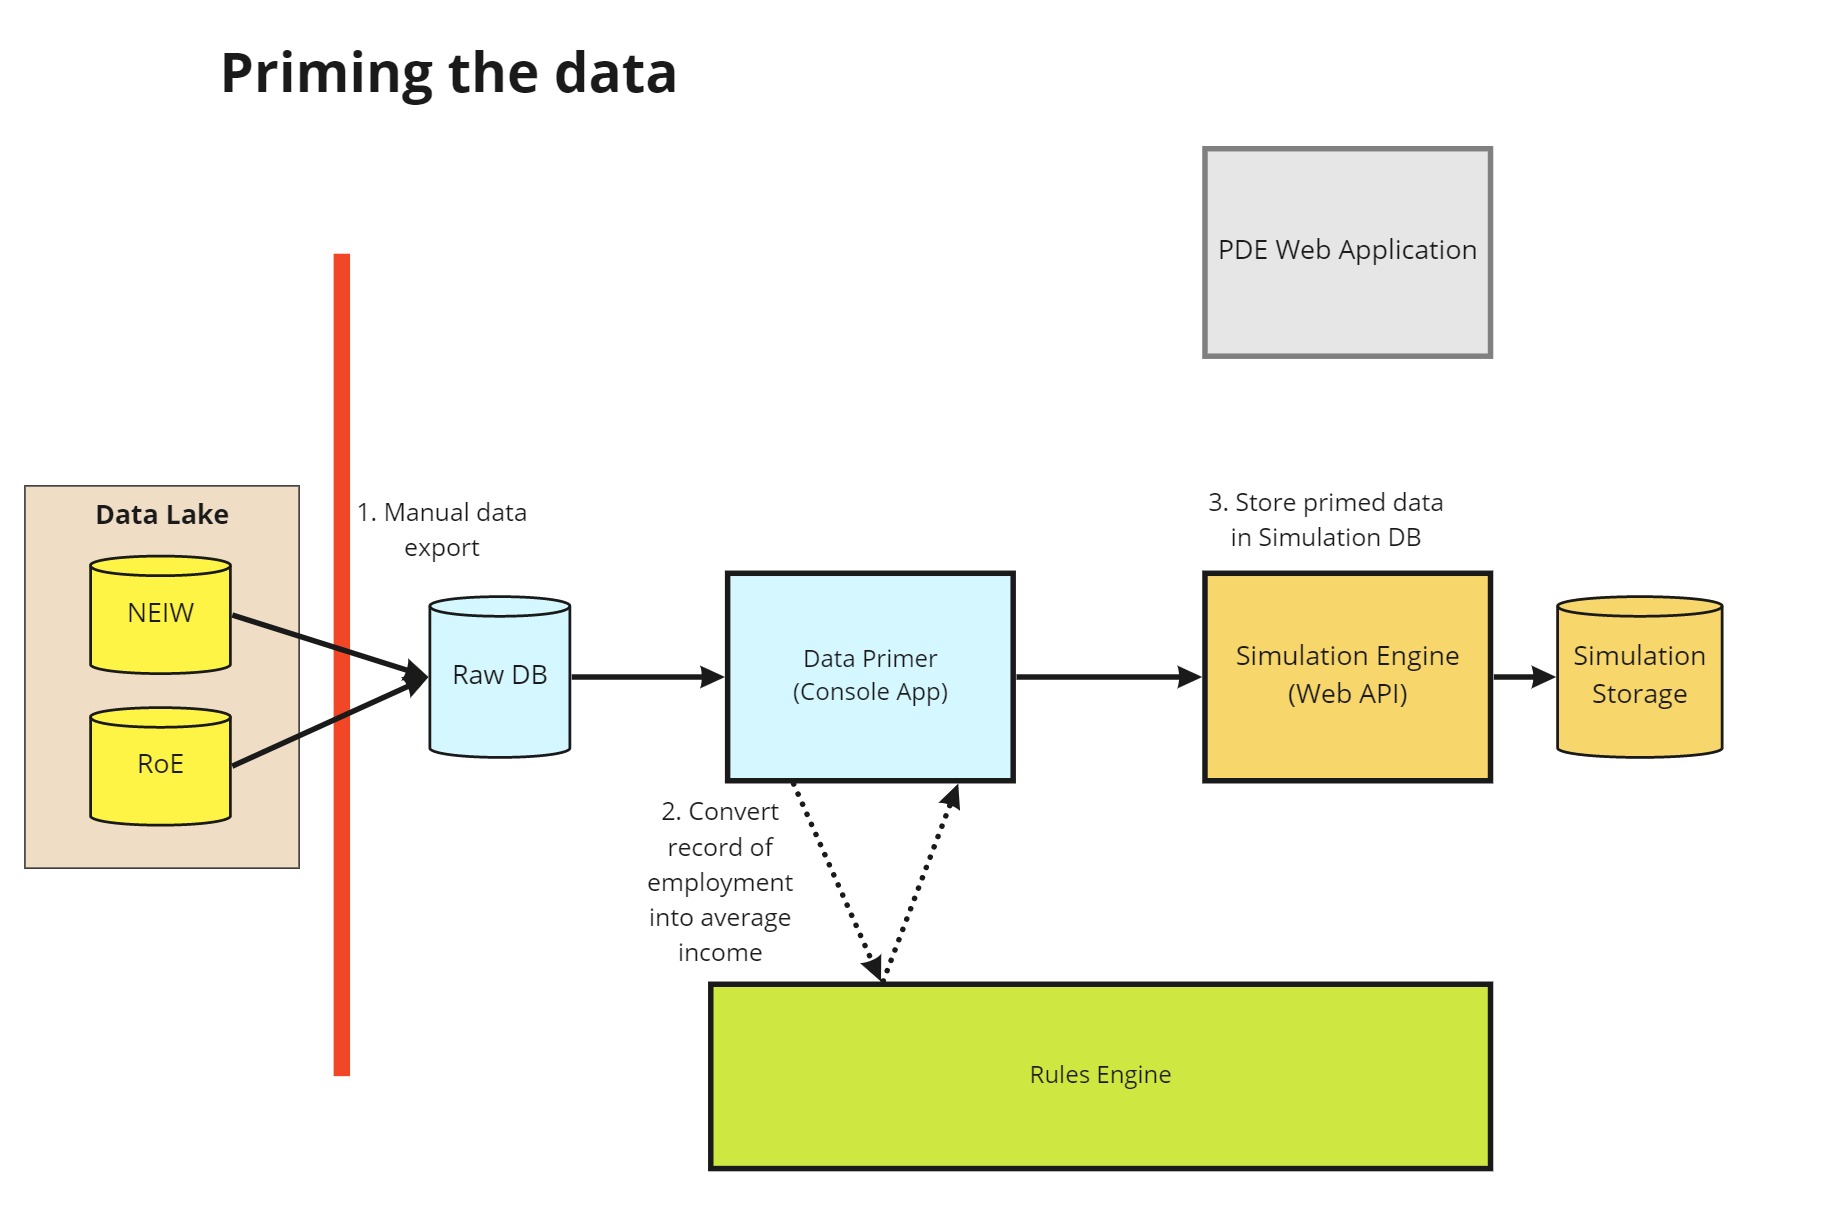 Priming the data
PDE Web Application
Data Lake
NEIW
RoE
1. Manual data
export
Raw DB
Data Primer
(Console App)
3. Store primed data
in Simulation DB
Simulation Engine
(Web API)
Simulation
Storage
2. Convert
record of
employment
into average
income
Rules Engine